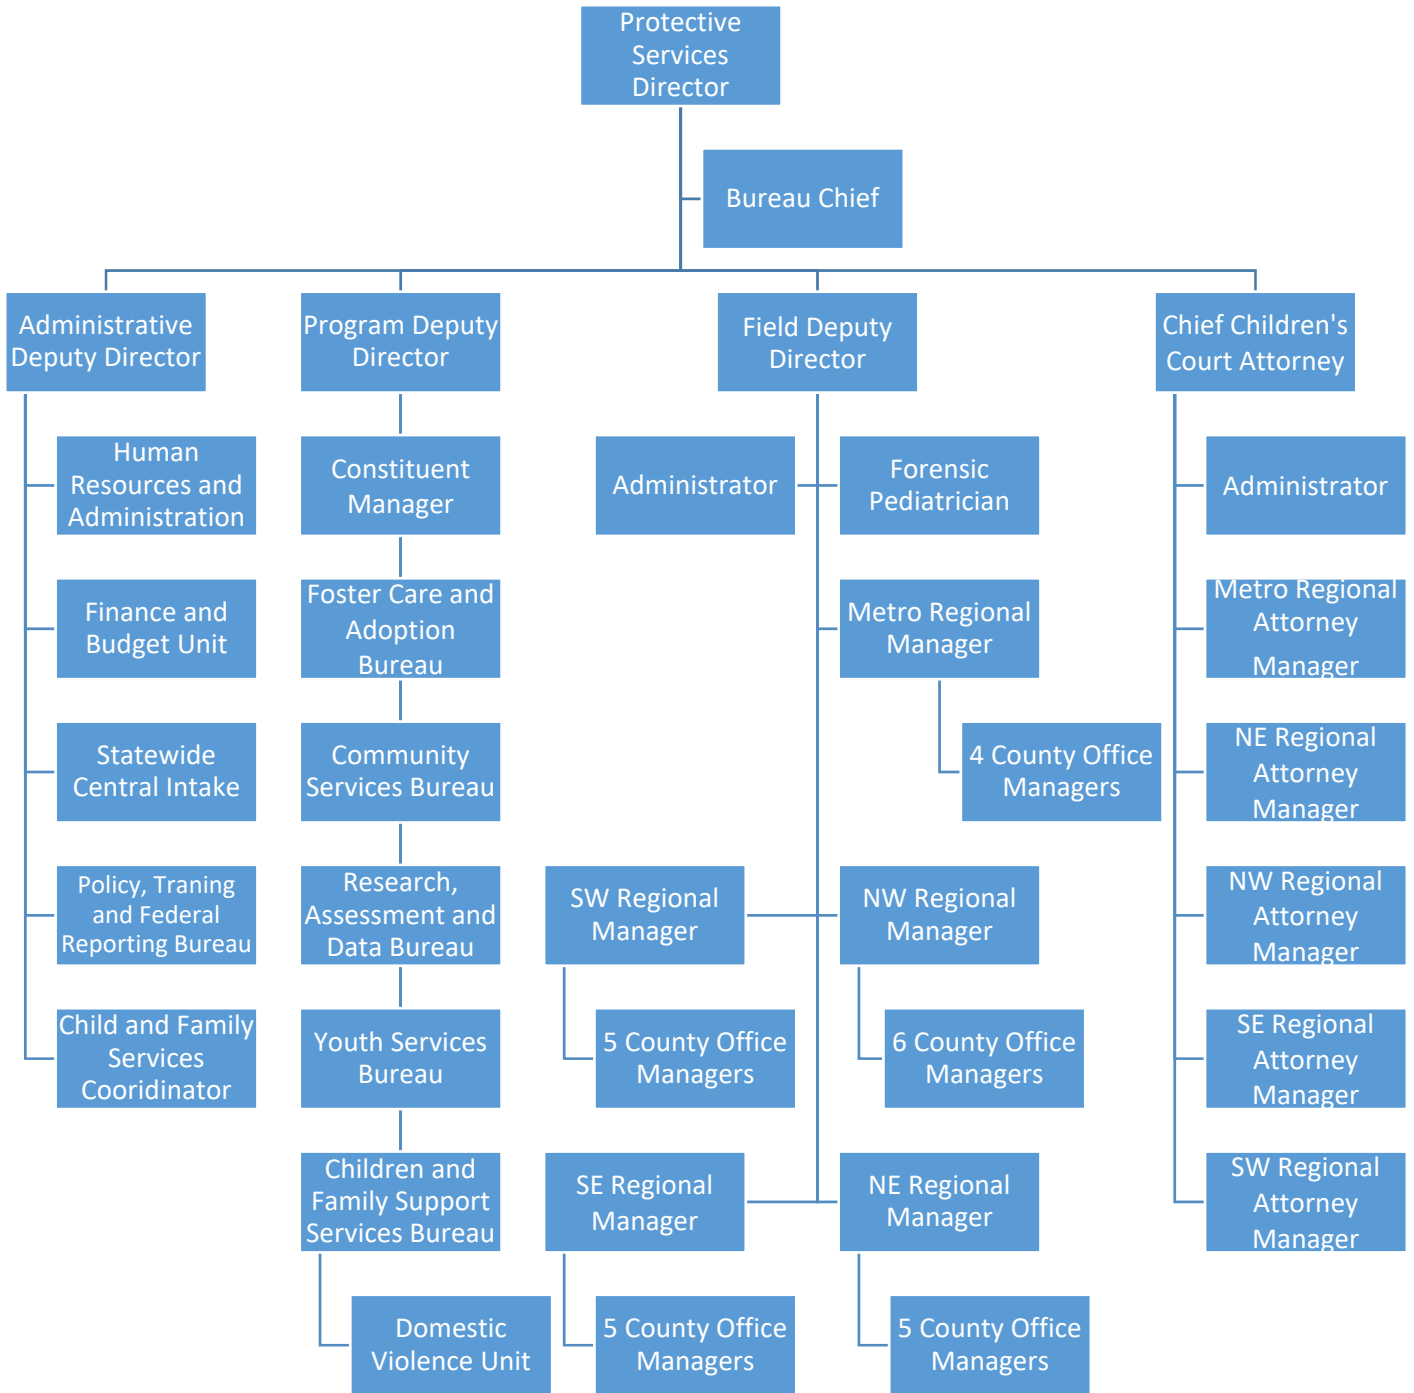 Protective
Services
Director
Bureau Chief
Administrative
Deputy Director
Program Deputy
Director
Field Deputy
Director
Chief Children's
Court Attorney
Human
Resources and
Administration
Constituent
Manager
Administrator
Forensic
Pediatrician
Administrator
Finance and
Budget Unit
Foster Care and
Adoption
Bureau
Metro Regional
Manager
Metro Regional
Attorney
Manager
Statewide
Central Intake
Community
Services Bureau
4 County Office
Managers
NE Regional
Attorney
Manager
Policy, Traning
and Federal
Reporting Bureau
Research,
Assessment and
Data Bureau
SW Regional
Manager
NW Regional
Manager
NW Regional
Attorney
Manager
Child and Family
Services
Cooridinator
Youth Services
Bureau
5 County Office
Managers
6 County Office
Managers
SE Regional
Attorney
Manager
Children and
Family Support
Services Bureau
SE Regional
Manager
NE Regional
Manager
SW Regional
Attorney
Manager
Domestic
Violence Unit
5 County Office
Managers
5 County Office
Managers